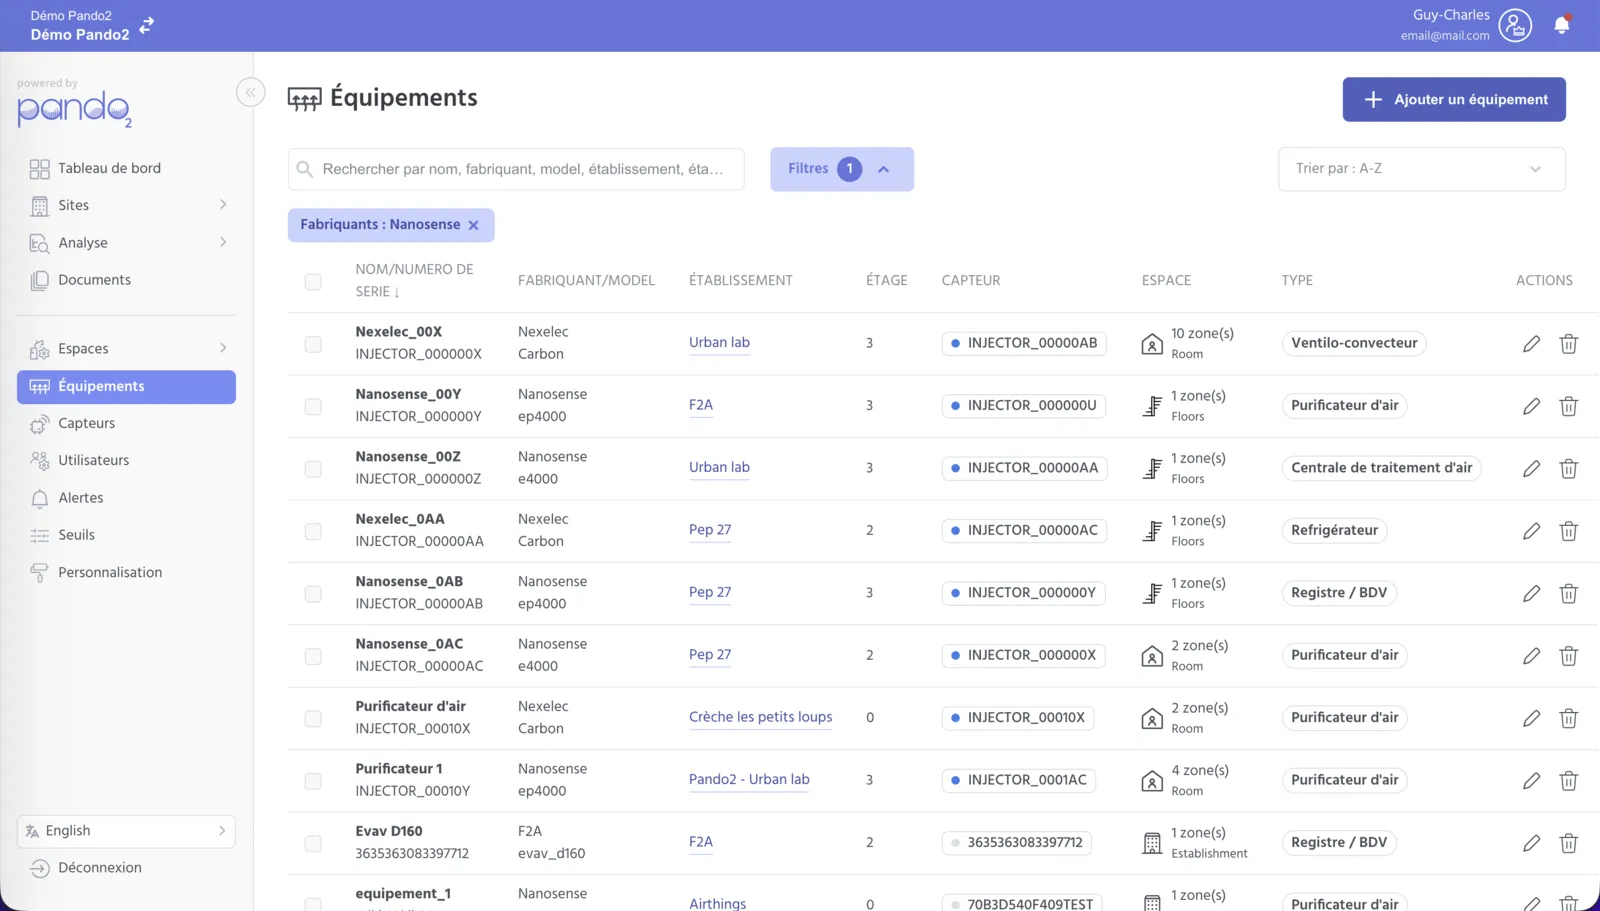 Démo Pando2
Démo Pando2
Guy-Charles
email@mail.com
powered by
pando2
Tableau de bord
Sites
Analyse
Documents
Espaces
Équipements
Capteurs
Utilisateurs
Alertes
Seuils
Personnalisation
English
Déconnexion
Équipements
Ajouter un équipement
Rechercher par nom, fabriquant, model, établissement, éta...
Filtres 1
Trier par : A-Z
Fabriquants : Nanosense
NOM/NUMERO DE SERIE ↓ FABRIQUANT/MODEL ÉTABLISSEMENT ÉTAGE CAPTEUR ESPACE TYPE ACTIONS
Nexelec_00X Nexelec Urban lab 3 INJECTOR_00000AB 10 zone(s) Ventilo-convecteur
INJECTOR_000000X Carbon Room
Nanosense_00Y Nanosense F2A 3 INJECTOR_000000U 1 zone(s) Purificateur d'air
INJECTOR_000000Y ep4000 Floors
Nanosense_00Z Nanosense Urban lab 3 INJECTOR_00000AA 1 zone(s) Centrale de traitement d'air
INJECTOR_000000Z e4000 Floors
Nexelec_0AA Nexelec Pep 27 2 INJECTOR_00000AC 1 zone(s) Refrigérateur
INJECTOR_00000AA Carbon Floors
Nanosense_0AB Nanosense Pep 27 3 INJECTOR_000000Y 1 zone(s) Registre / BDV
INJECTOR_00000AB ep4000 Floors
Nanosense_0AC Nanosense Pep 27 2 INJECTOR_000000X 2 zone(s) Purificateur d'air
INJECTOR_00000AC e4000 Room
Purificateur d'air Nexelec Crèche les petits loups 0 INJECTOR_00010X 2 zone(s) Purificateur d'air
INJECTOR_00010X Carbon Room
Purificateur 1 Nanosense Pando2 - Urban lab 3 INJECTOR_0001AC 4 zone(s) Purificateur d'air
INJECTOR_00010Y ep4000 Room
Evav D160 F2A F2A 2 3635363083397712 1 zone(s) Registre / BDV
3635363083397712 evav_d160 Establishment
equipement_1 Nanosense Airthings 0 70B3D540F409TEST 1 zone(s) Purificateur d'air